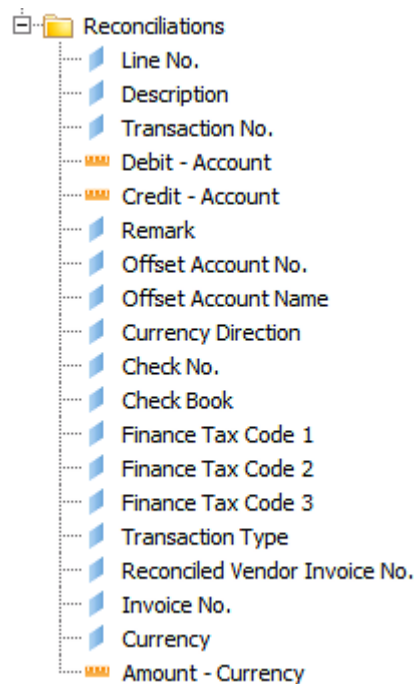 Reconciliations
Line No.
Description
Transaction No.
Debit - Account
Credit - Account
Remark
Offset Account No.
Offset Account Name
Currency Direction
Check No.
Check Book
Finance Tax Code 1
Finance Tax Code 2
Finance Tax Code 3
Transaction Type
Reconciled Vendor Invoice No.
Invoice No.
Currency
Amount - Currency